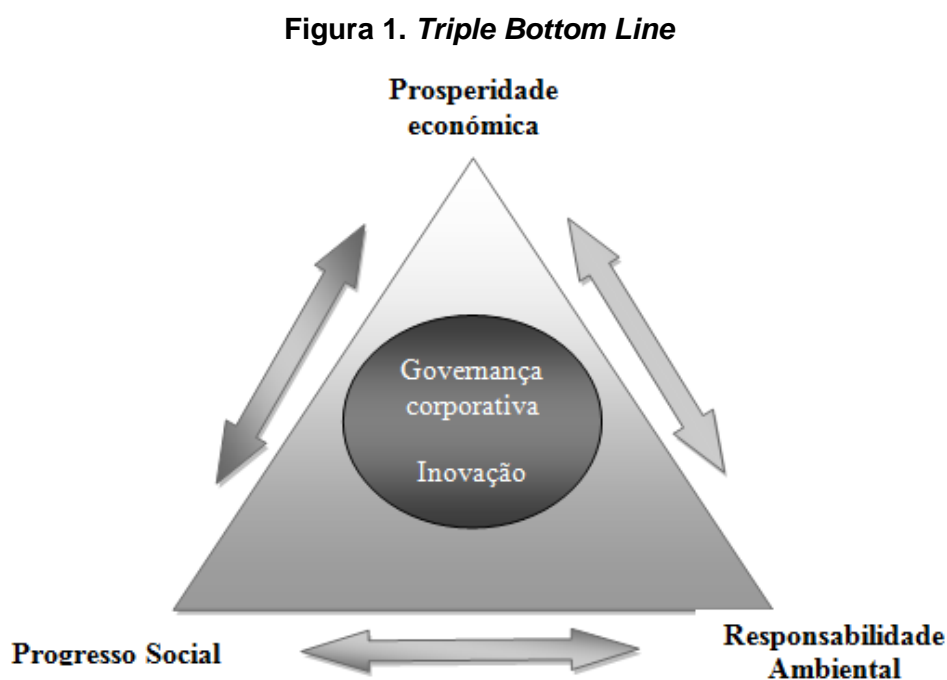 Figura 1. Triple Bottom Line
Prosperidade
económica
Governança
corporativa
Inovação
Progresso Social
Responsabilidade
Ambiental